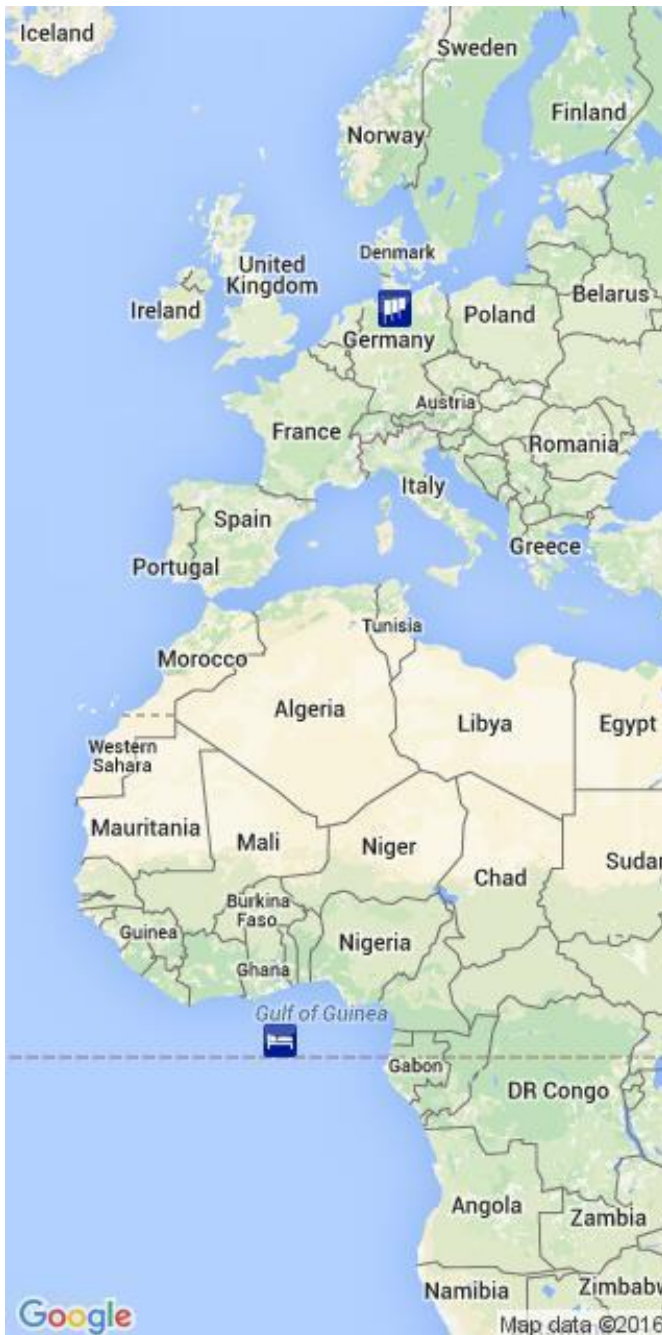 Iceland
Sweden
Finland
Norway
Denmark
United
Kingdom
Ireland
Belarus
Poland
Germany
Austria
France
Romania
Italy
Spain
Greece
Portugal
Tunisia
Morocco
Algeria
Libya
Egypt
Western
Sahara
Mauritania
Mali
Niger
Sudan
Chad
Burkina
Faso
Guinea
Nigeria
Ghana
Gulf of Guinea
Gabon
DR Congo
Angola
Zambia
Namibia
Zimbabw
Google
Map data ©2016